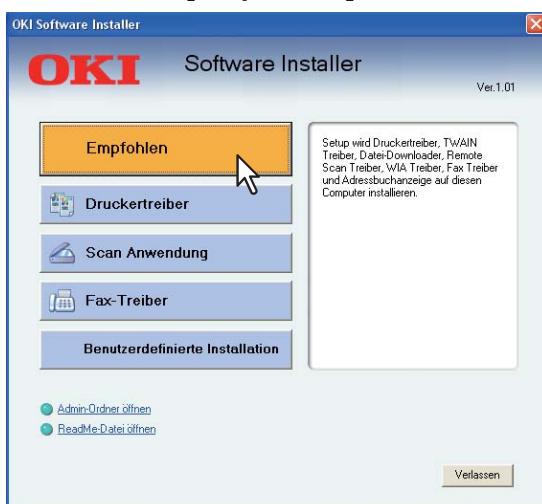 OKI Software Installer
OKI
Software Installer
Ver.1.01
Empfohlen
Druckertreiber
Scan Anwendung
Fax-Treiber
Benutzerdefinierte Installation
Setup wird Druckertreiber, TWAIN
Treiber, Datei-Downloader, Remote
Scan Treiber, WIA Treiber, Fax Treiber
und Adressbuchanzeige auf diesen
Computer installieren.
Admin-Ordner öffnen
ReadMe-Datei öffnen
Verlassen